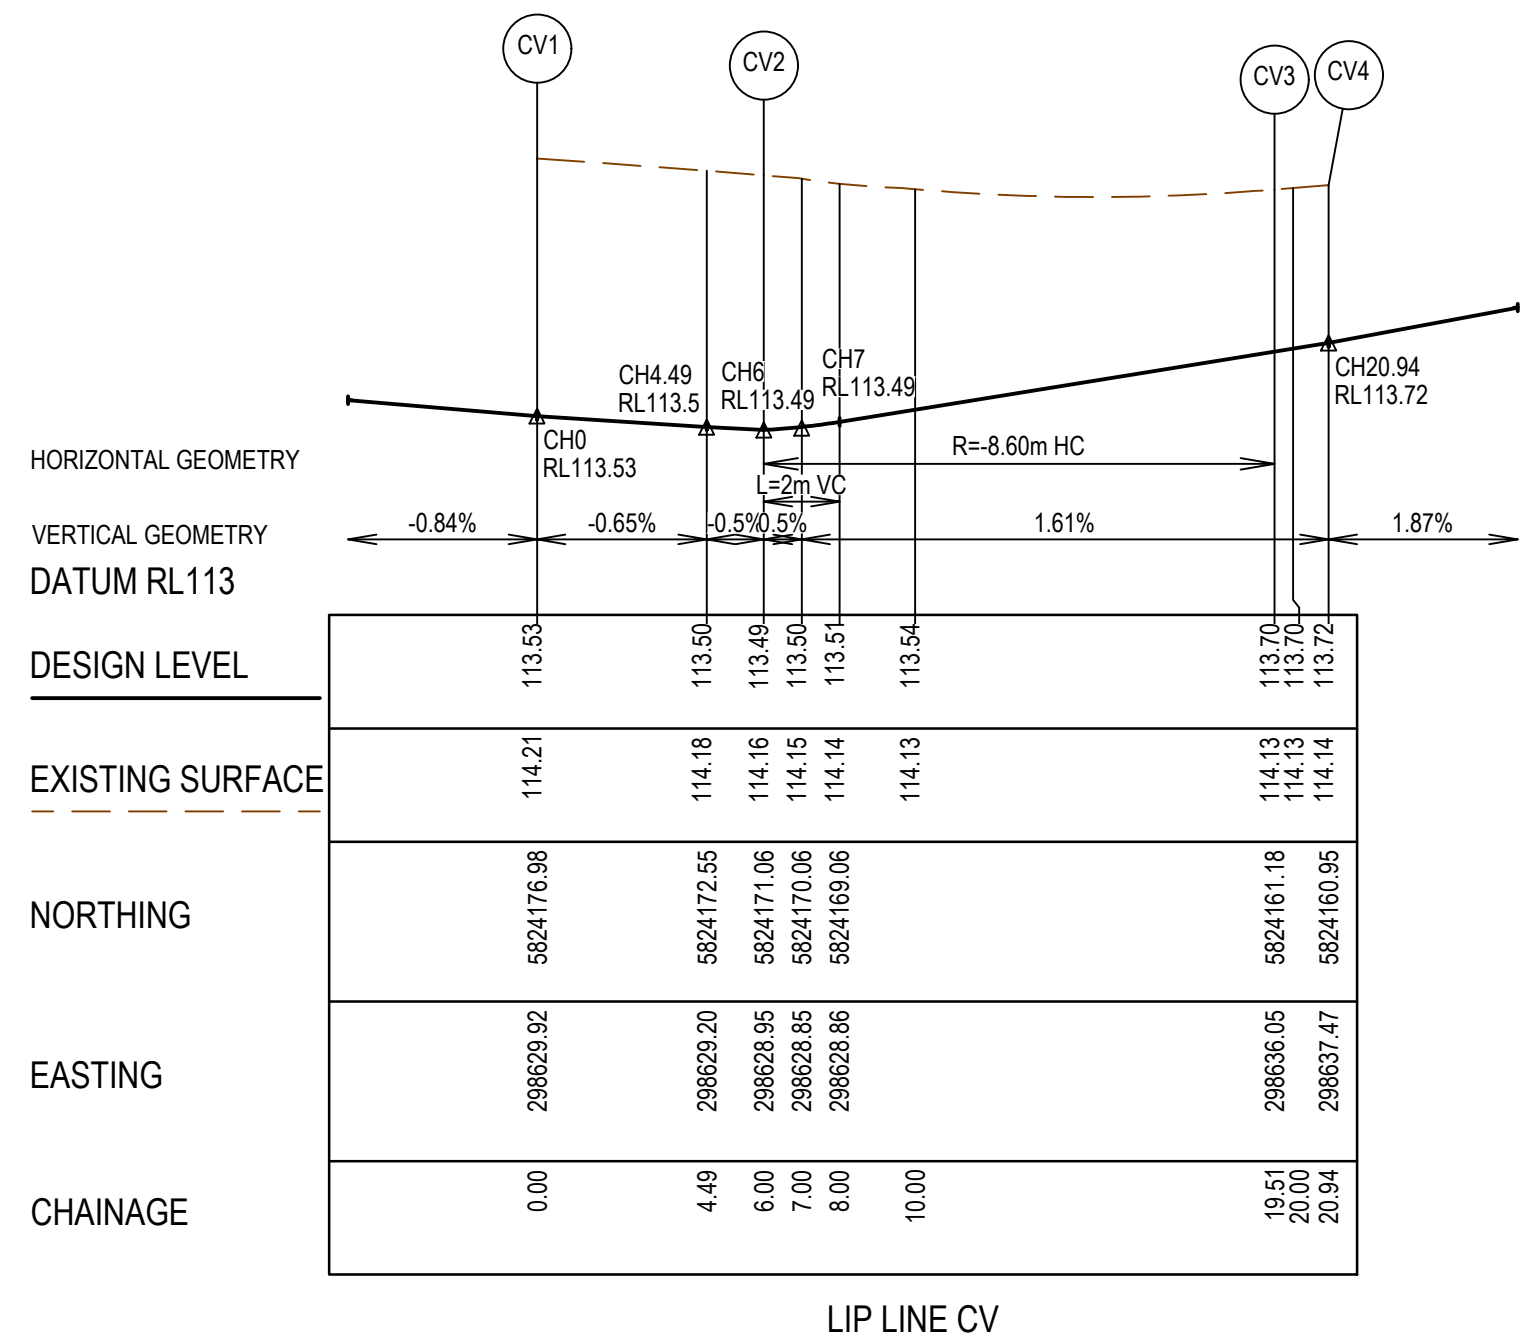 CV1
CV2
CV3
CV4
CH4.49
RL113.5
CH6
RL113.49
CH7
RL113.49
CH20.94
RL113.72
CH0
RL113.53
HORIZONTAL GEOMETRY
R=-8.60m HC
L=2m VC
VERTICAL GEOMETRY
-0.84%
-0.65%
-0.5%
0.5%
1.61%
1.87%
DATUM RL113
DESIGN LEVEL
113.53
113.50
113.49
113.50
113.51
113.54
113.70
113.70
113.72
EXISTING SURFACE
114.21
114.18
114.16
114.15
114.14
114.13
114.13
114.13
114.14
NORTHING
5824176.98
5824172.55
5824171.06
5824170.06
5824169.06
5824161.18
5824160.95
EASTING
298629.92
298629.20
298628.95
298628.85
298628.86
298636.05
298637.47
CHAINAGE
0.00
4.49
6.00
7.00
8.00
10.00
19.51
20.00
20.94
LIP LINE CV